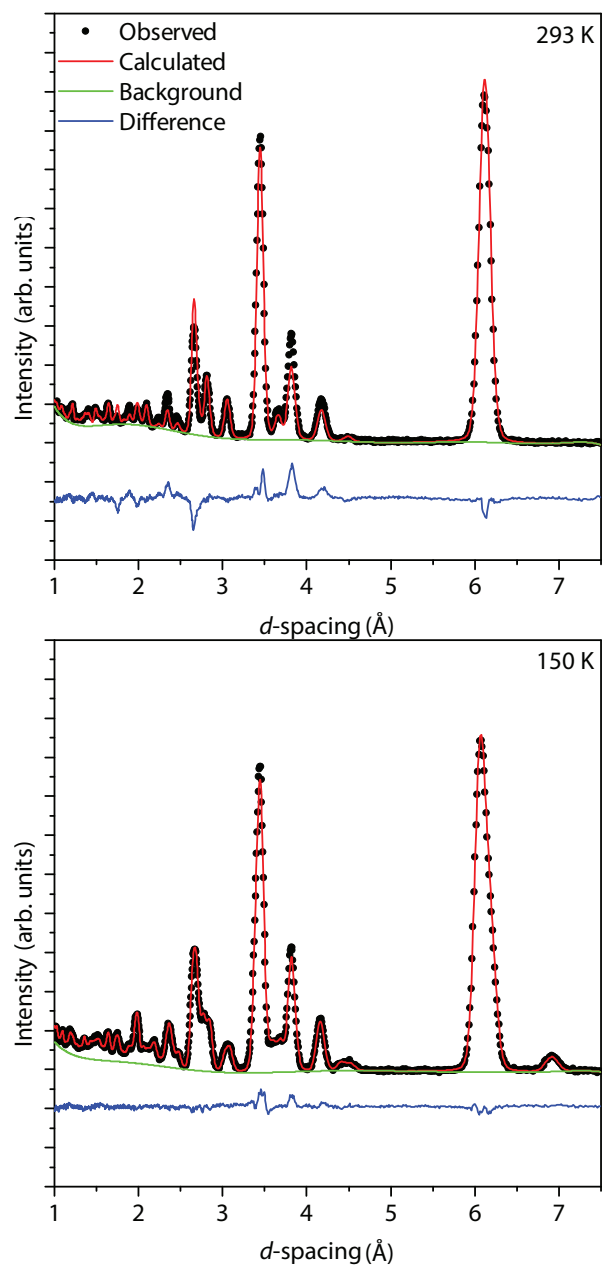 Observed
Calculated
Background
Difference
293 K
Intensity (arb. units)
1 2 3 4 5 6 7
d-spacing (Å)
150 K
Intensity (arb. units)
1 2 3 4 5 6 7
d-spacing (Å)